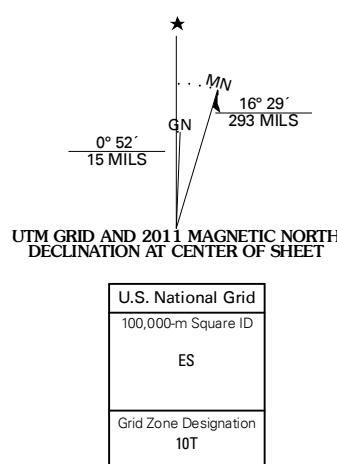 MN
GN
16° 29´
293 MILS
0° 52´
15 MILS
UTM GRID AND 2011 MAGNETIC NORTH
DECLINATION AT CENTER OF SHEET
U.S. National Grid
100,000-m Square ID
ES
Grid Zone Designation
10T